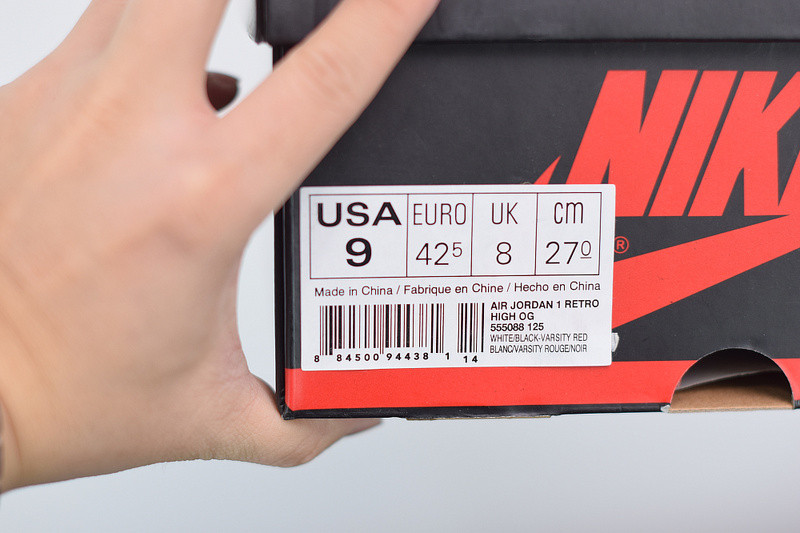 NIK
®
USA EURO UK cm
9 425 8 270
Made in China / Fabrique en Chine / Hecho en China
AIR JORDAN 1 RETRO
HIGH OG
555088 125
WHITE/BLACK-VARSITY RED
BLANC/VARSITY ROUGE/NOIR
8 84500 94438 1 14